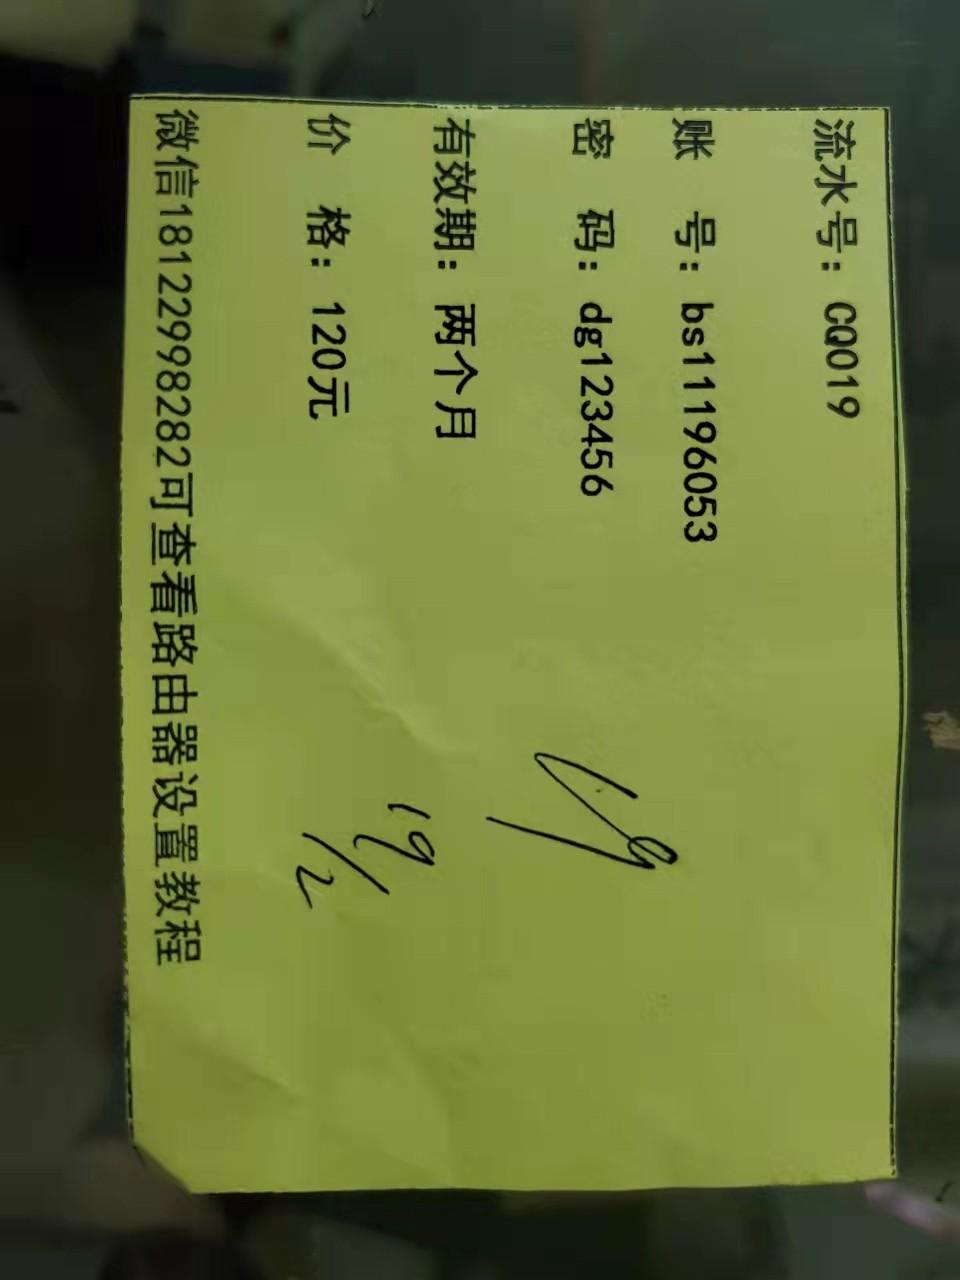 流水号：CQ019
账 号：bs11196053
密 码：dg123456
有效期：两个月
价 格：120元
19/2
微信18122998282可查看路由器设置教程